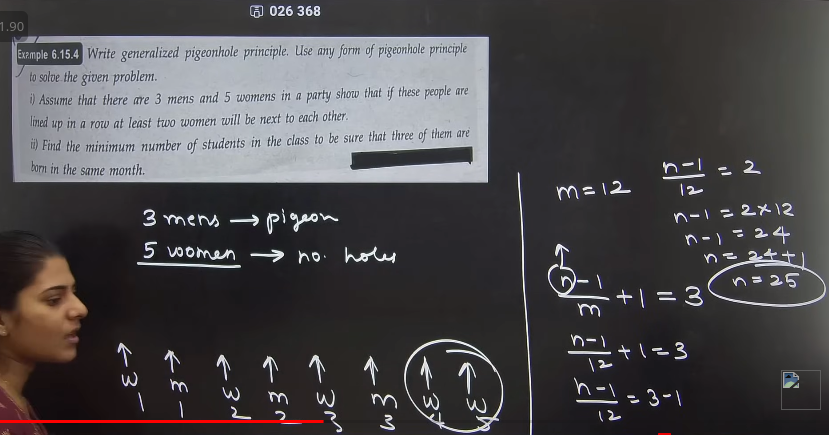 026 368
1.90
Example 6.15.4 Write generalized pigeonhole principle. Use any form of pigeonhole principle
to solve the given problem.
i) Assume that there are 3 mens and 5 womens in a party show that if these people are
lined up in a row at least two women will be next to each other.
ii) Find the minimum number of students in the class to be sure that three of them are
born in the same month.
3 mens → pigeon
5 women → no. holes
↑ ↑ ↑ ↑ ↑ ↑ ↑ ↑
w m w m w m w w
1 1 2 2 3 3 4 5
m = 12
n-1/12 = 2
n-1 = 2×12
n-1 = 24
n = 24+1
n = 25
↑
n-1/m + 1 = 3
n-1/12 + 1 = 3
n-1/12 = 3-1